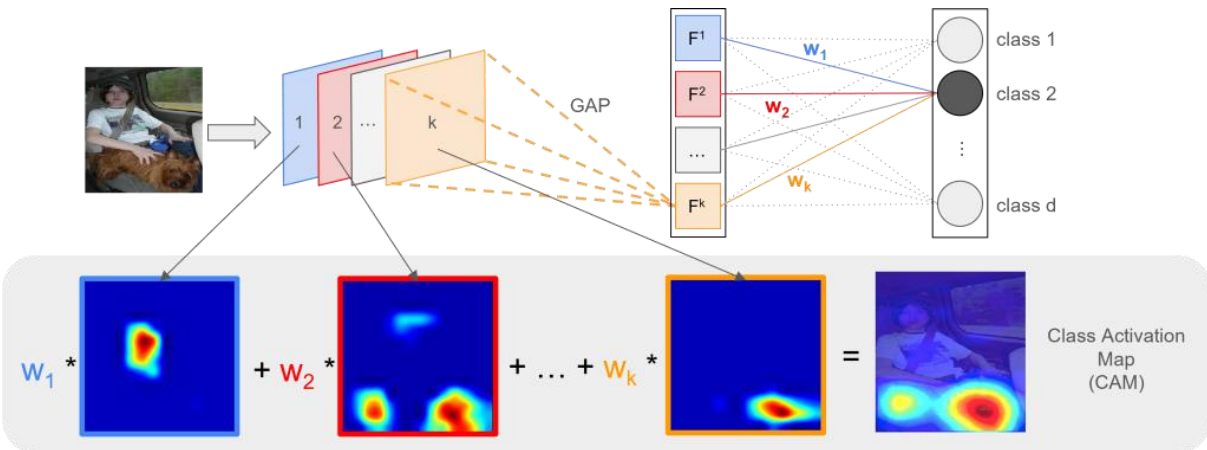 1 2 ... k
GAP
F¹
F²
...
Fᵏ
w₁
w₂
wₖ
class 1
class 2
⋮
class d
w₁ * + w₂ * + ... + wₖ * =
Class Activation
Map
(CAM)